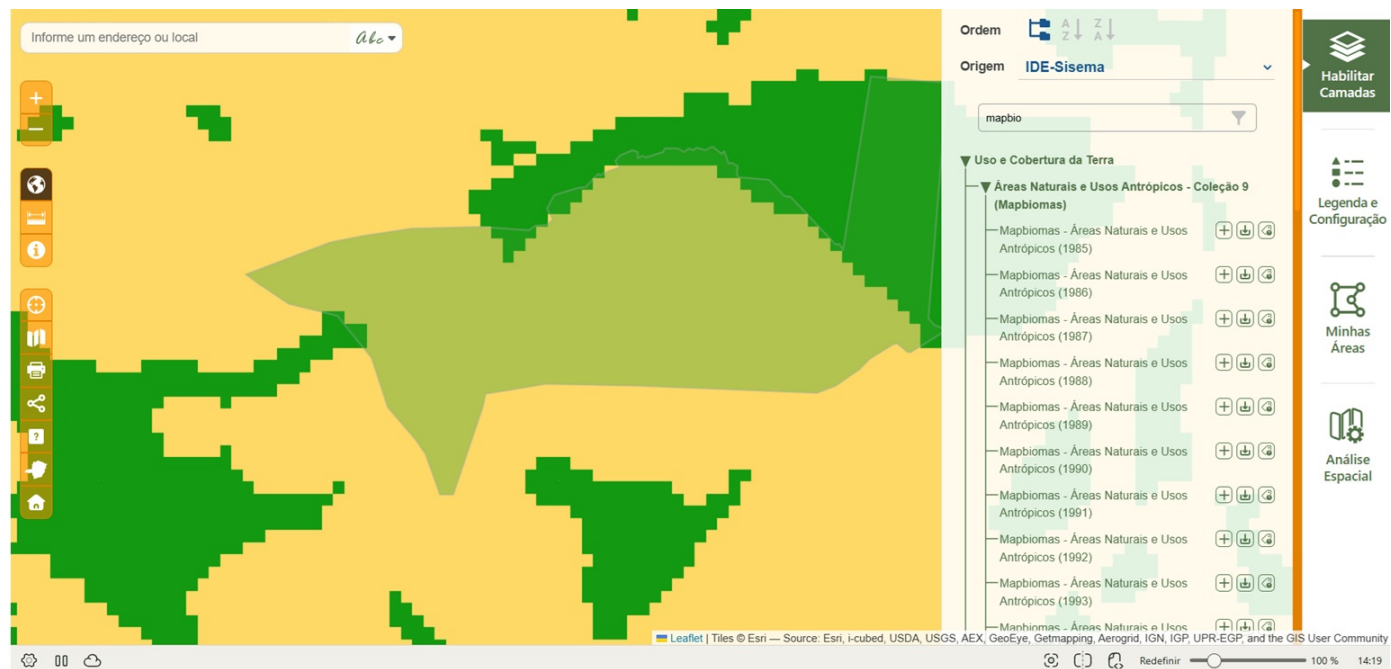 Informe um endereço ou local
Abc
Ordem
A Z
Z A
Origem
IDE-Sisema
mapbio
Uso e Cobertura da Terra
Áreas Naturais e Usos Antrópicos - Coleção 9
(Mapbiomas)
Mapbiomas - Áreas Naturais e Usos
Antrópicos (1985)
Mapbiomas - Áreas Naturais e Usos
Antrópicos (1986)
Mapbiomas - Áreas Naturais e Usos
Antrópicos (1987)
Mapbiomas - Áreas Naturais e Usos
Antrópicos (1988)
Mapbiomas - Áreas Naturais e Usos
Antrópicos (1989)
Mapbiomas - Áreas Naturais e Usos
Antrópicos (1990)
Mapbiomas - Áreas Naturais e Usos
Antrópicos (1991)
Mapbiomas - Áreas Naturais e Usos
Antrópicos (1992)
Mapbiomas - Áreas Naturais e Usos
Antrópicos (1993)
Mapbiomas - Áreas Naturais e Usos
Habilitar
Camadas
Legenda e
Configuração
Minhas
Áreas
Análise
Espacial
Leaflet | Tiles © Esri — Source: Esri, i-cubed, USDA, USGS, AEX, GeoEye, Getmapping, Aerogrid, IGN, IGP, UPR-EGP, and the GIS User Community
Redefinir
100 %
14:19